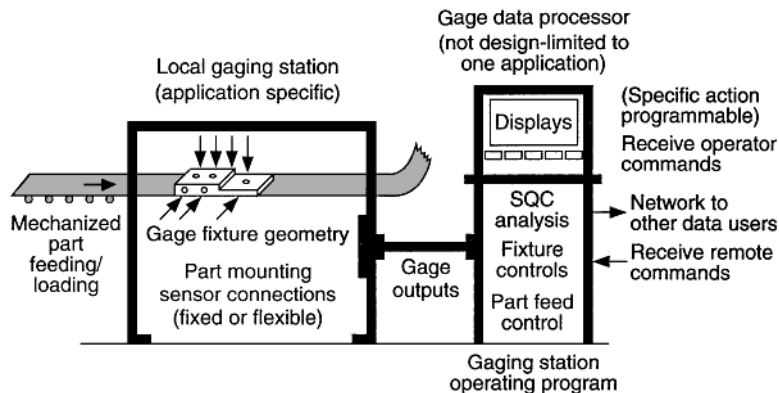 Gage data processor
(not design-limited to
one application)
Local gaging station
(application specific)
Displays
(Specific action
programmable)
Receive operator
commands
Mechanized
part
feeding/
loading
Gage fixture geometry
Part mounting
sensor connections
(fixed or flexible)
Gage
outputs
SQC
analysis
Fixture
controls
Part feed
control
Network to
other data users
Receive remote
commands
Gaging station
operating program